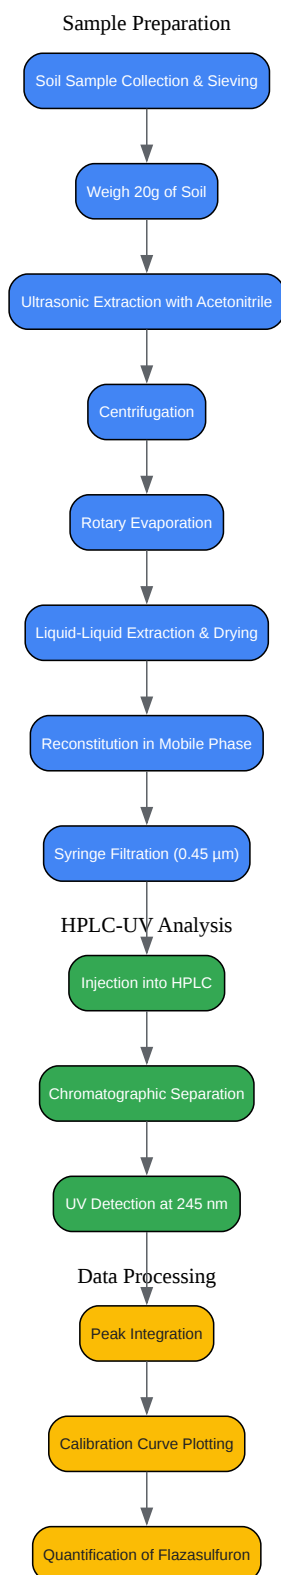 Sample Preparation
Soil Sample Collection & Sieving
Weigh 20g of Soil
Ultrasonic Extraction with Acetonitrile
Centrifugation
Rotary Evaporation
Liquid-Liquid Extraction & Drying
Reconstitution in Mobile Phase
Syringe Filtration (0.45 µm)
HPLC-UV Analysis
Injection into HPLC
Chromatographic Separation
UV Detection at 245 nm
Data Processing
Peak Integration
Calibration Curve Plotting
Quantification of Flazasulfuron